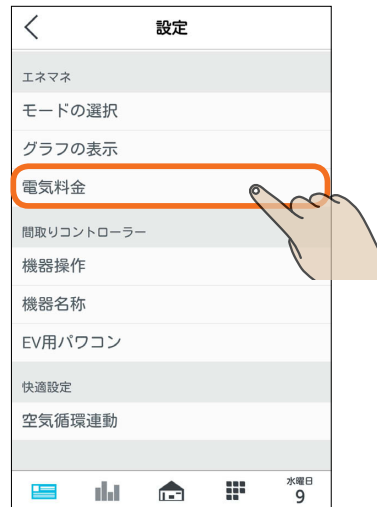 設定
エネマネ
モードの選択
グラフの表示
電気料金
間取りコントローラー
機器操作
機器名称
EV用パワコン
快適設定
空気循環連動
水曜日
9